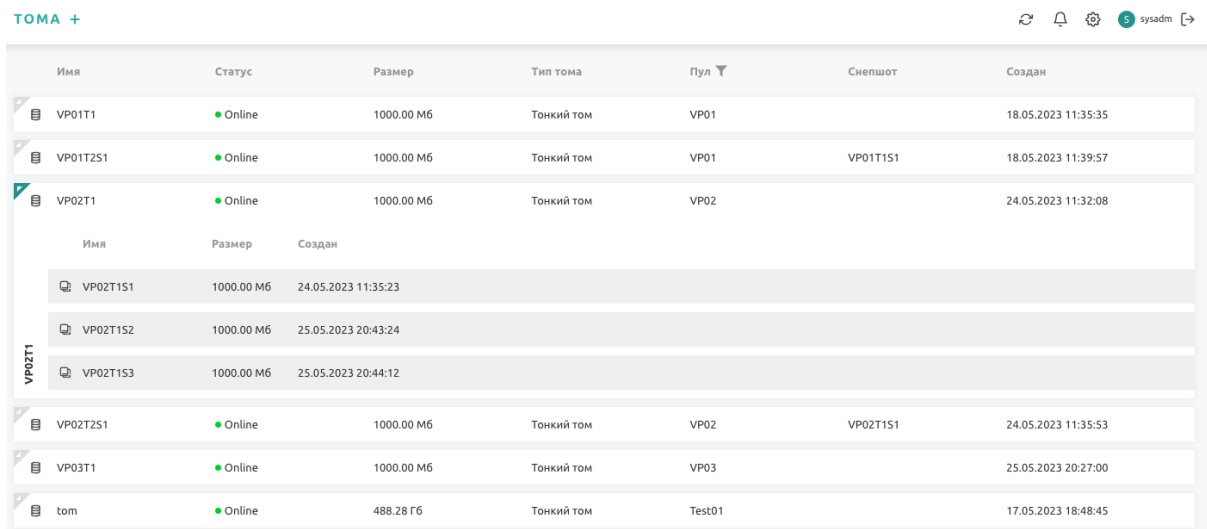 ТОМА +
S sysadm
Имя Статус Размер Тип тома Пул Снепшот Создан
VP01T1 Online 1000.00 Мб Тонкий том VP01 18.05.2023 11:35:35
VP01T2S1 Online 1000.00 Мб Тонкий том VP01 VP01T1S1 18.05.2023 11:39:57
VP02T1 Online 1000.00 Мб Тонкий том VP02 24.05.2023 11:32:08
Имя Размер Создан
VP02T1S1 1000.00 Мб 24.05.2023 11:35:23
VP02T1S2 1000.00 Мб 25.05.2023 20:43:24
VP02T1S3 1000.00 Мб 25.05.2023 20:44:12
VP02T1
VP02T2S1 Online 1000.00 Мб Тонкий том VP02 VP02T1S1 24.05.2023 11:35:53
VP03T1 Online 1000.00 Мб Тонкий том VP03 25.05.2023 20:27:00
tom Online 488.28 Гб Тонкий том Test01 17.05.2023 18:48:45